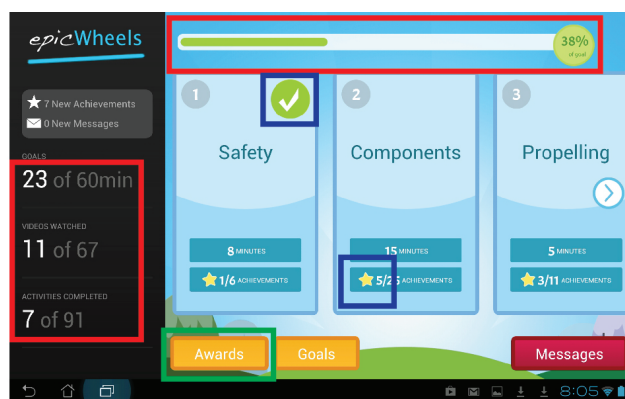 epicWheels
38%
of goal
7 New Achievements
0 New Messages
GOALS
23 of 60min
VIDEOS WATCHED
11 of 67
ACTIVITIES COMPLETED
7 of 91
1
Safety
8 MINUTES
1/6 ACHIEVEMENTS
2
Components
15 MINUTES
5/25 ACHIEVEMENTS
3
Propelling
5 MINUTES
3/11 ACHIEVEMENTS
Awards
Goals
Messages
8:05